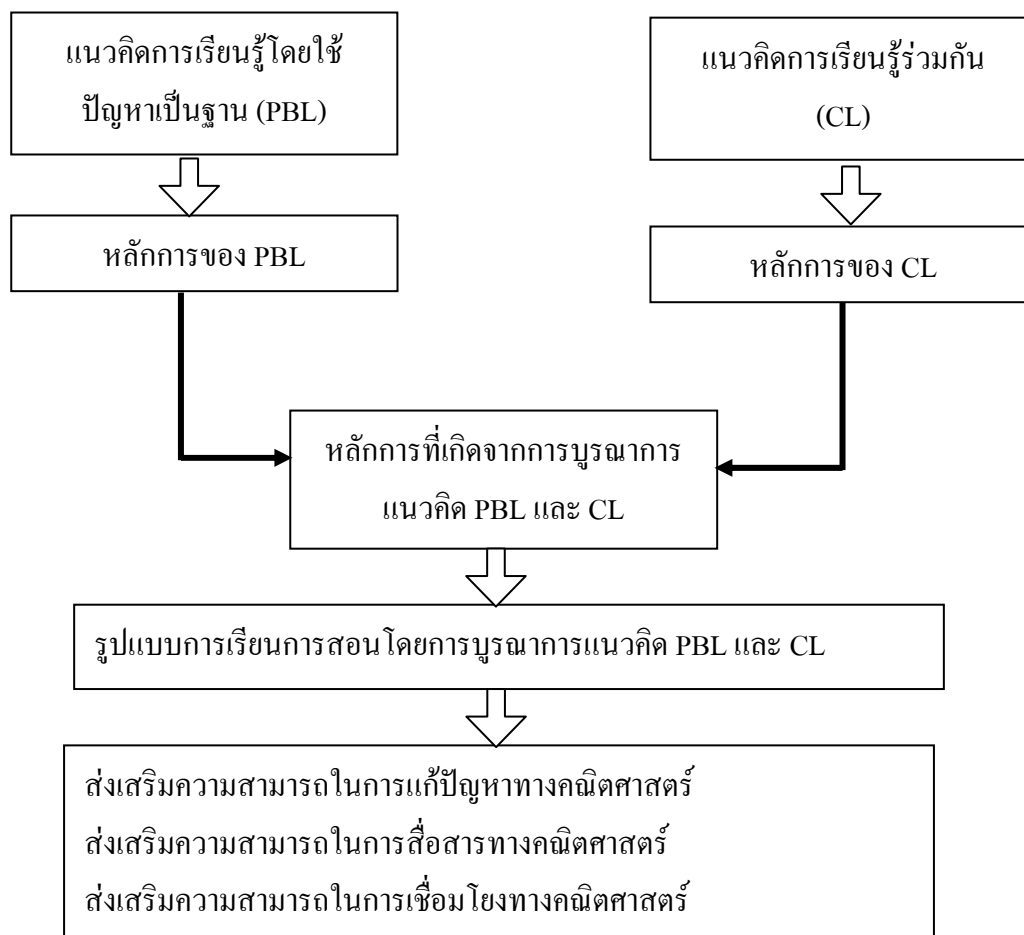 แนวคิดการเรียนรู้โดยใช้
ปัญหาเป็นฐาน (PBL)
แนวคิดการเรียนรู้ร่วมกัน
(CL)
หลักการของ PBL
หลักการของ CL
หลักการที่เกิดจากการบูรณาการ
แนวคิด PBL และ CL
รูปแบบการเรียนการสอนโดยการบูรณาการแนวคิด PBL และ CL
ส่งเสริมความสามารถในการแก้ปัญหาทางคณิตศาสตร์
ส่งเสริมความสามารถในการสื่อสารทางคณิตศาสตร์
ส่งเสริมความสามารถในการเชื่อมโยงทางคณิตศาสตร์